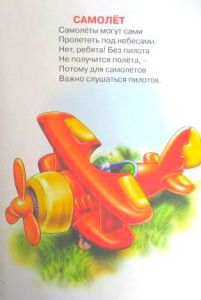 САМОЛЁТ
Самолёты могут сами
Пролететь под небесами.
Нет, ребята! Без пилота
Не получится полёта, –
Потому для самолётов
Важно слушаться пилотов.